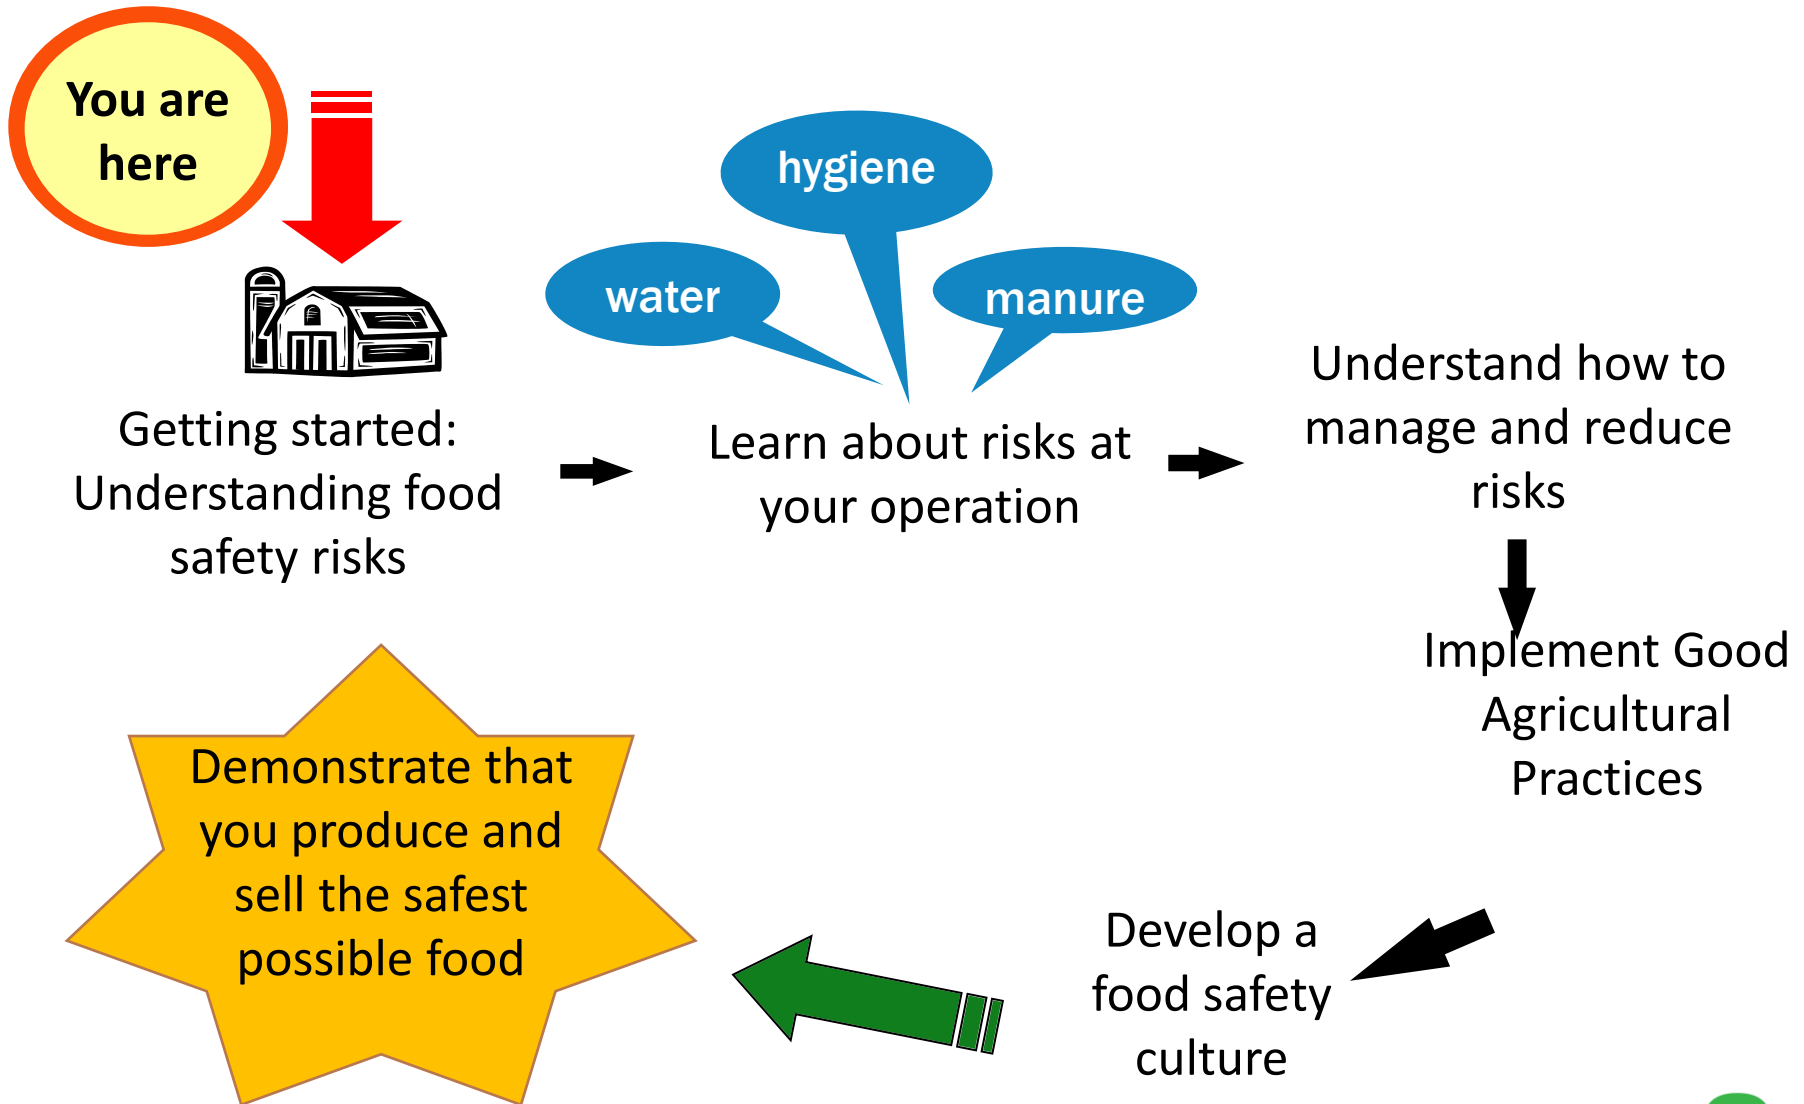 You are
here
hygiene
water
manure
Getting started:
Understanding food
safety risks
Learn about risks at
your operation
Understand how to
manage and reduce
risks
Implement Good
Agricultural
Practices
Develop a
food safety
culture
Demonstrate that
you produce and
sell the safest
possible food